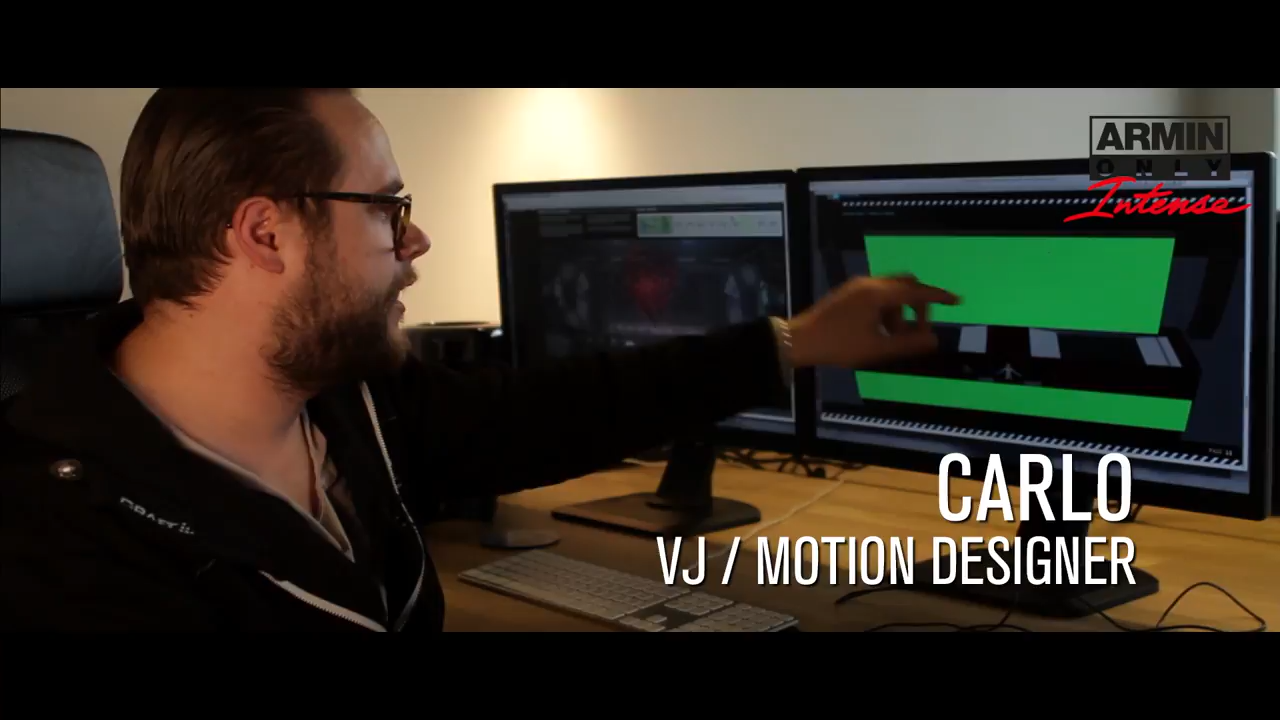 ARMIN
ONLY
Intense
CARLO
VJ / MOTION DESIGNER